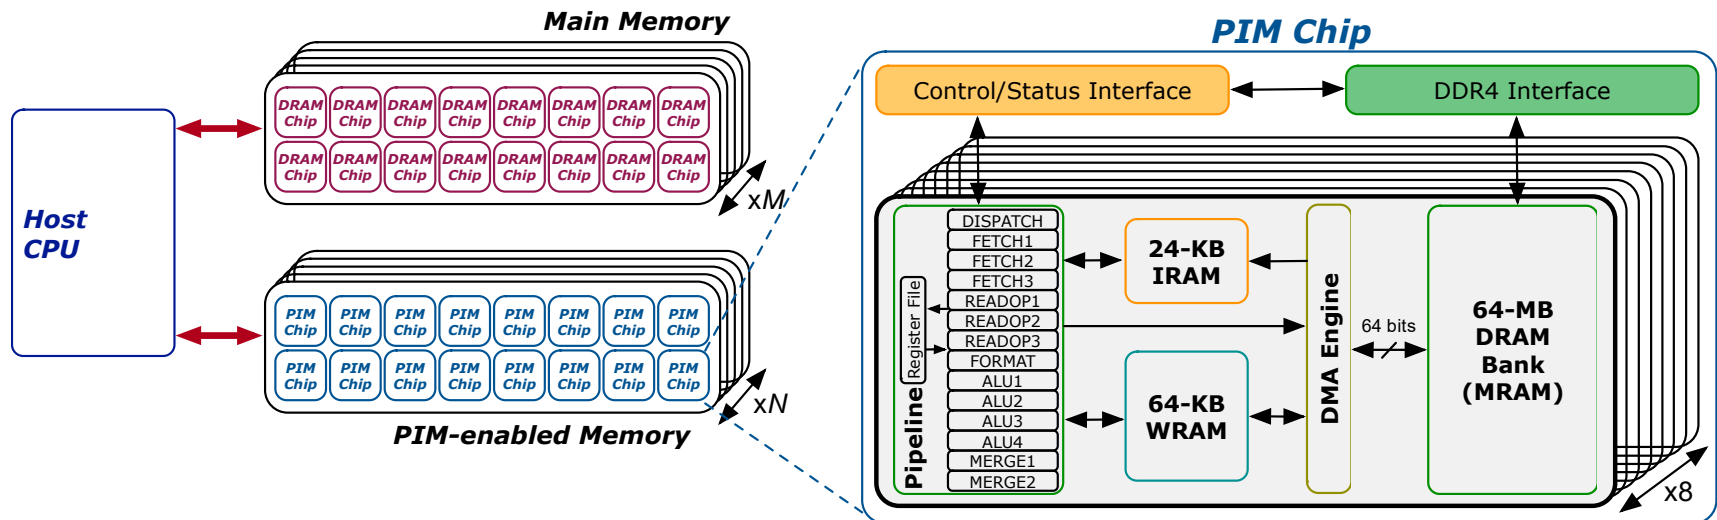 Main Memory
DRAM DRAM DRAM DRAM DRAM DRAM DRAM DRAM
Chip Chip Chip Chip Chip Chip Chip Chip
DRAM DRAM DRAM DRAM DRAM DRAM DRAM DRAM
Chip Chip Chip Chip Chip Chip Chip Chip
xM
Host
CPU
PIM PIM PIM PIM PIM PIM PIM PIM
Chip Chip Chip Chip Chip Chip Chip Chip
PIM PIM PIM PIM PIM PIM PIM PIM
Chip Chip Chip Chip Chip Chip Chip Chip
xN
PIM-enabled Memory
PIM Chip
Control/Status Interface
DDR4 Interface
Pipeline
Register File
DISPATCH
FETCH1
FETCH2
FETCH3
READOP1
READOP2
READOP3
FORMAT
ALU1
ALU2
ALU3
ALU4
MERGE1
MERGE2
24-KB
IRAM
64-KB
WRAM
DMA Engine
64 bits
64-MB
DRAM
Bank
(MRAM)
x8